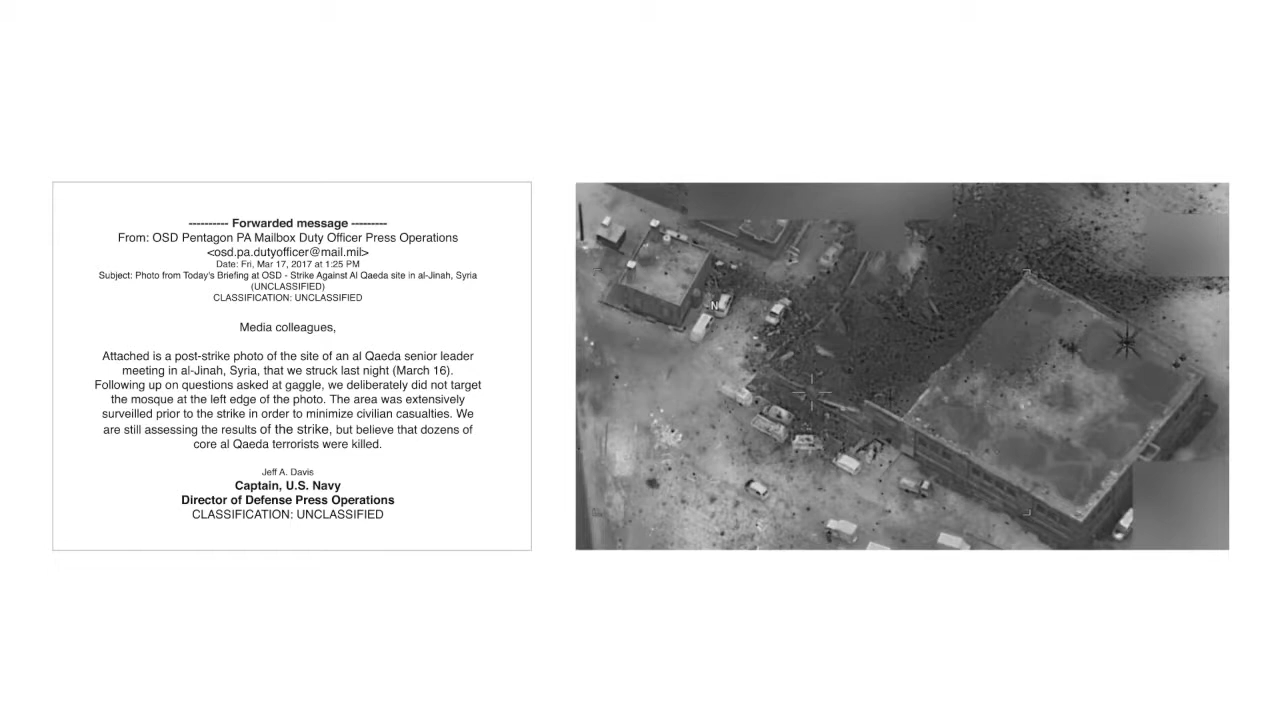 ---------- Forwarded message ---------
From: OSD Pentagon PA Mailbox Duty Officer Press Operations
<osd.pa.dutyofficer@mail.mil>
Date: Fri, Mar 17, 2017 at 1:25 PM
Subject: Photo from Today's Briefing at OSD - Strike Against Al Qaeda site in al-Jinah, Syria
(UNCLASSIFIED)
CLASSIFICATION: UNCLASSIFIED
Media colleagues,
Attached is a post-strike photo of the site of an al Qaeda senior leader
meeting in al-Jinah, Syria, that we struck last night (March 16).
Following up on questions asked at gaggle, we deliberately did not target
the mosque at the left edge of the photo. The area was extensively
surveilled prior to the strike in order to minimize civilian casualties. We
are still assessing the results of the strike, but believe that dozens of
core al Qaeda terrorists were killed.
Jeff A. Davis
Captain, U.S. Navy
Director of Defense Press Operations
CLASSIFICATION: UNCLASSIFIED
N